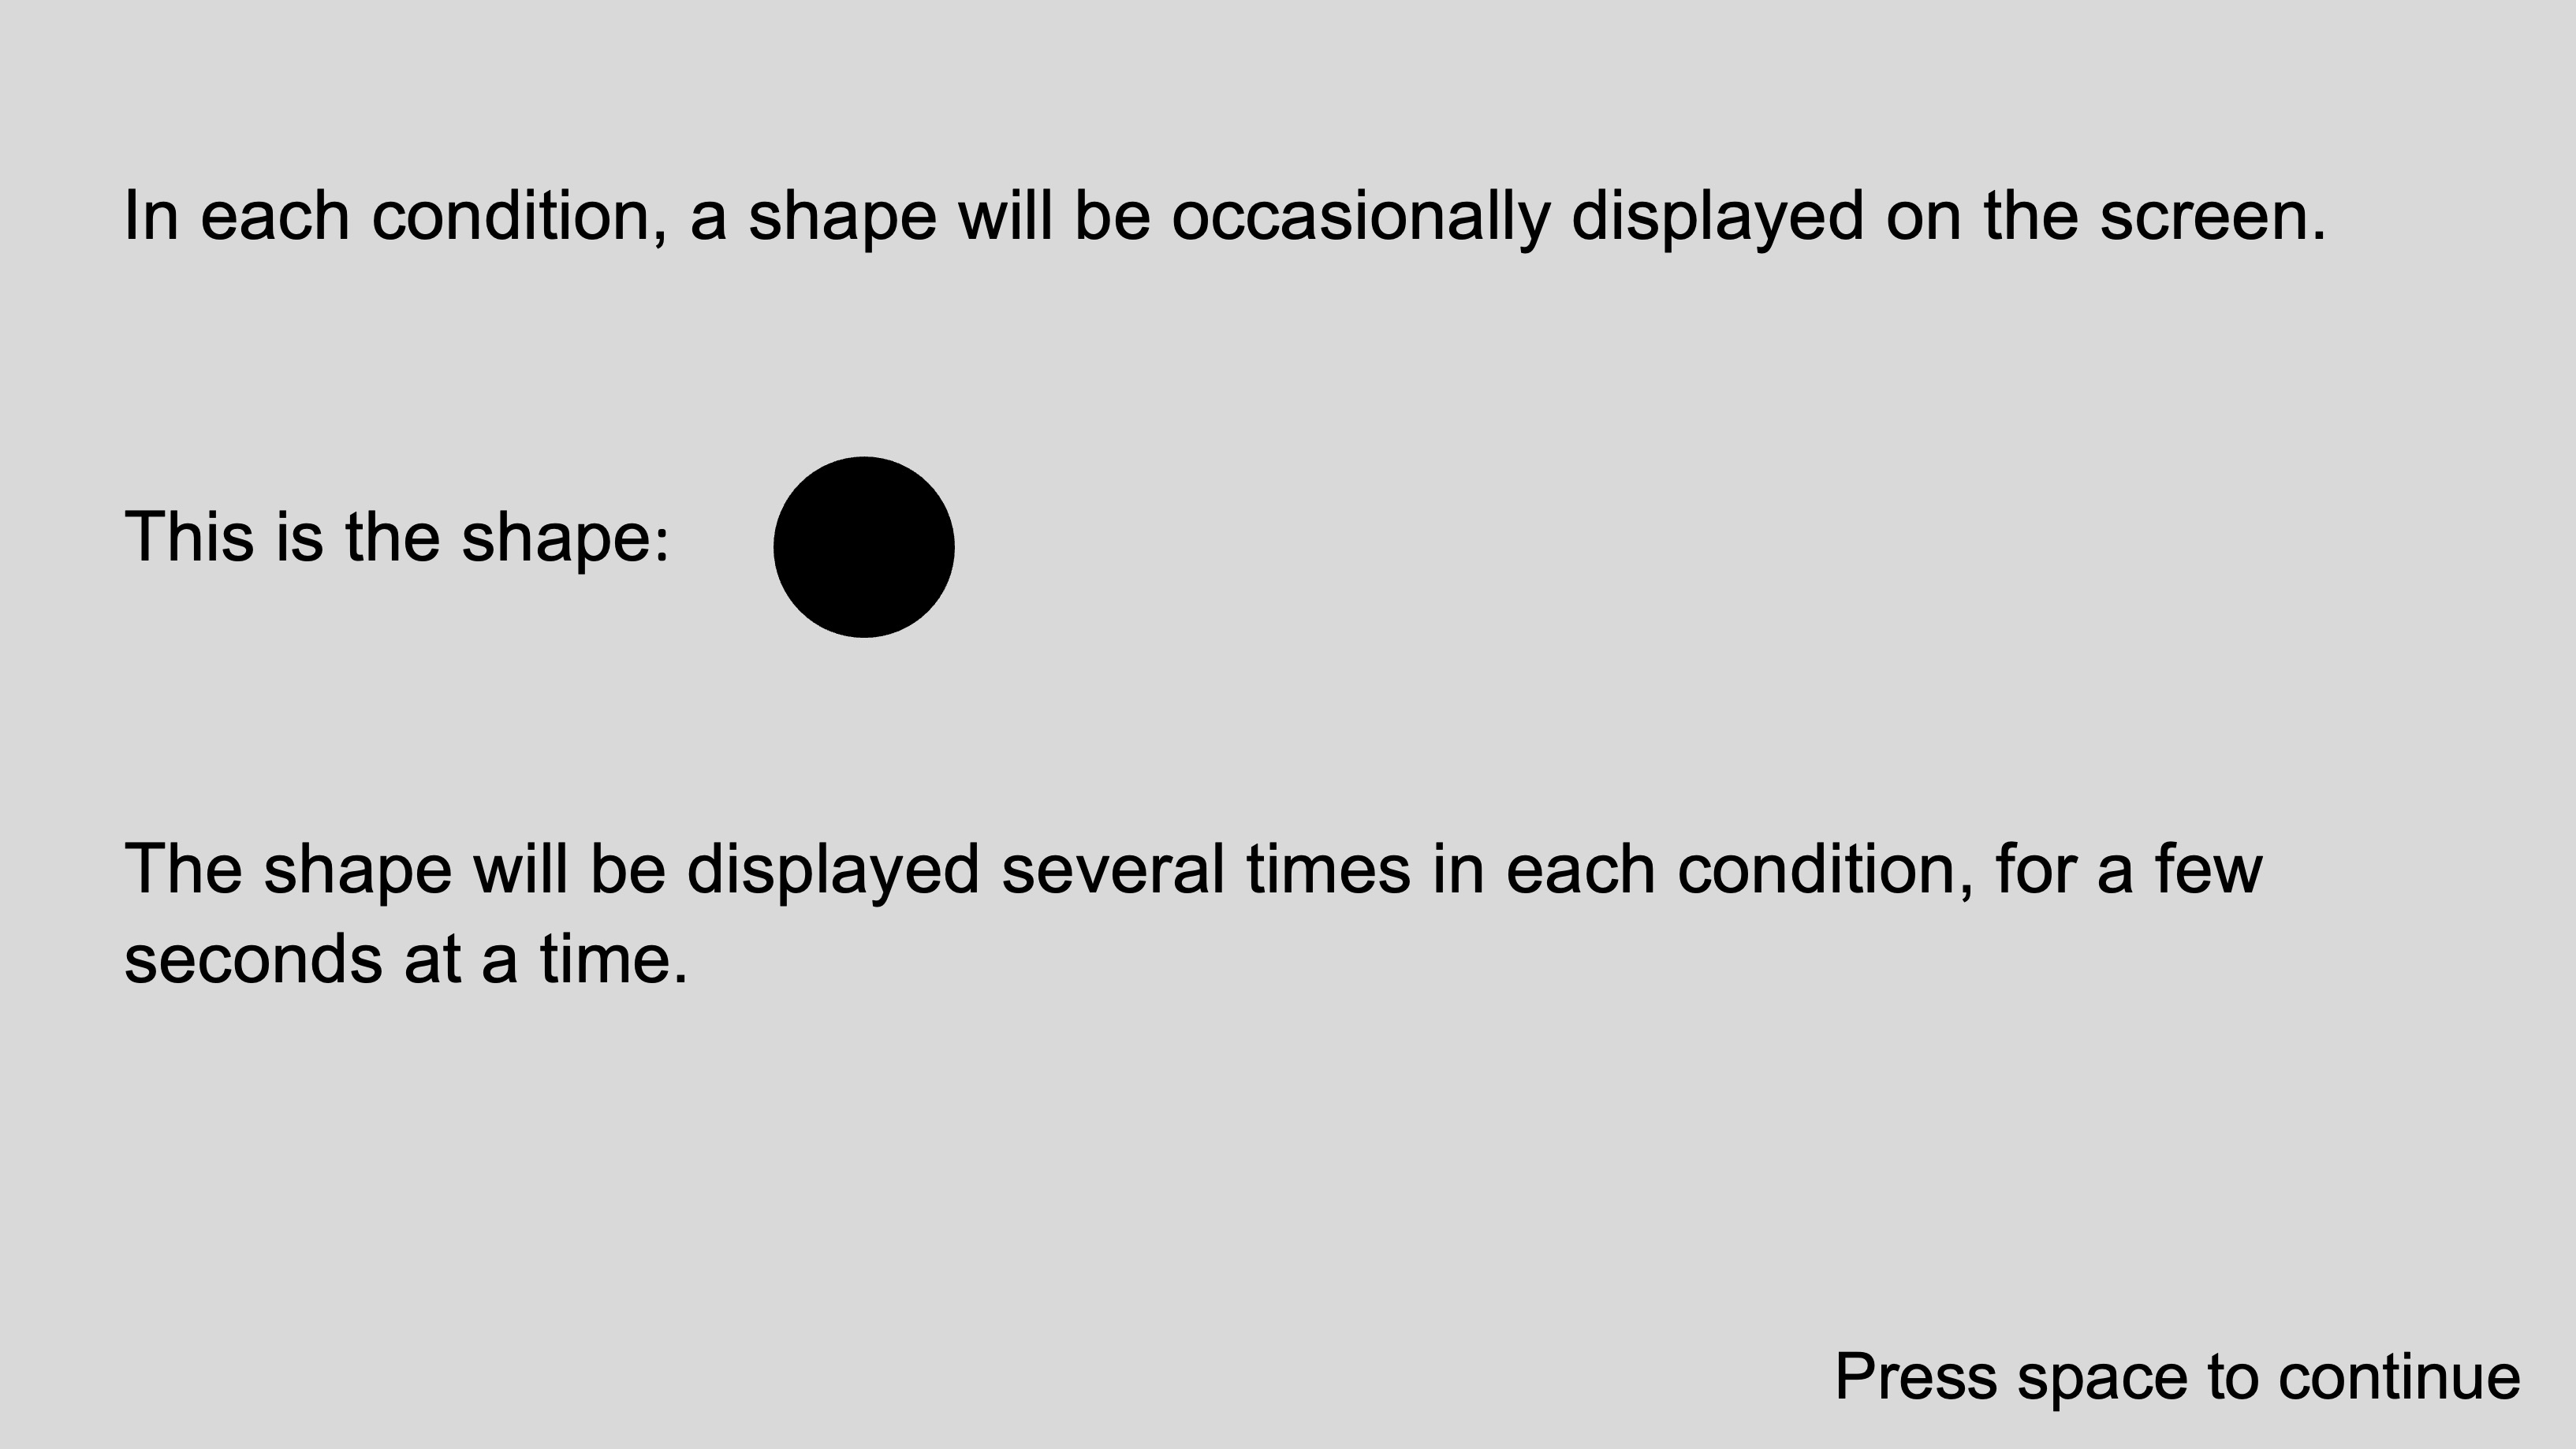 In each condition, a shape will be occasionally displayed on the screen.
This is the shape:
The shape will be displayed several times in each condition, for a few
seconds at a time.
Press space to continue